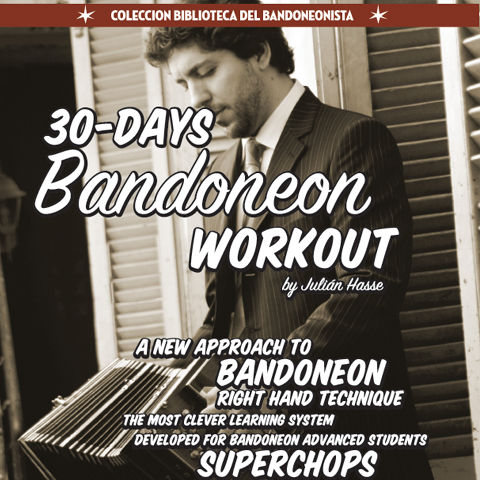 COLECCION BIBLIOTECA DEL BANDONEONISTA
30-DAYS
Bandoneon
WORKOUT
by Julián Hasse
A NEW APPROACH TO
BANDONEON
RIGHT HAND TECHNIQUE
THE MOST CLEVER LEARNING SYSTEM
DEVELOPED FOR BANDONEON ADVANCED STUDENTS
SUPERCHOPS